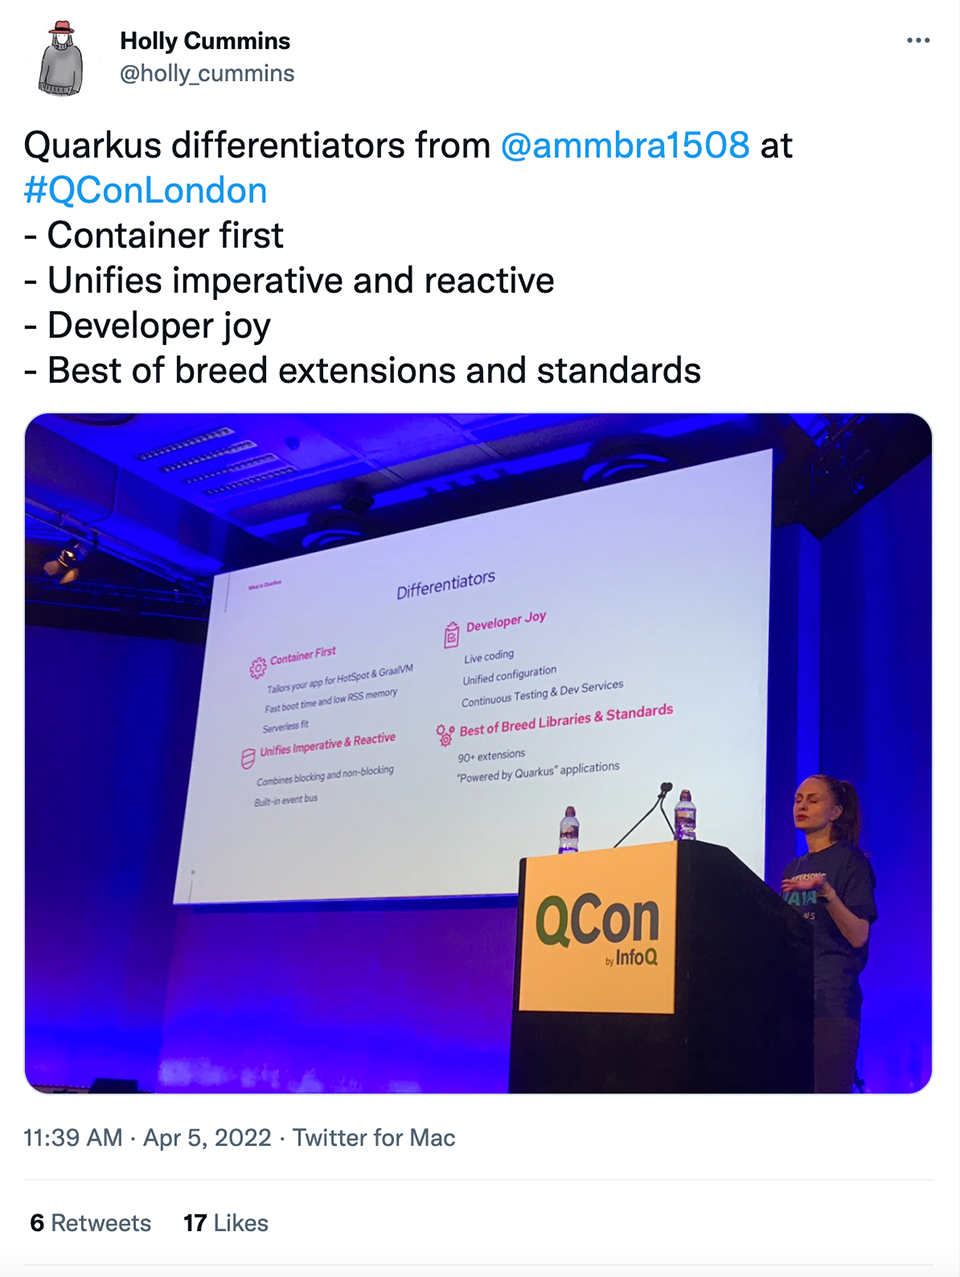 Holly Cummins
@holly_cummins
Quarkus differentiators from @ammbra1508 at
#QConLondon
- Container first
- Unifies imperative and reactive
- Developer joy
- Best of breed extensions and standards
What is Quarkus
Differentiators
Container First
Tailors your app for HotSpot & GraalVM
Fast boot time and low RSS memory
Serverless fit
Unifies Imperative & Reactive
Combines blocking and non-blocking
Built-in event bus
Developer Joy
Live coding
Unified configuration
Continuous Testing & Dev Services
Best of Breed Libraries & Standards
90+ extensions
"Powered by Quarkus" applications
QCon
by InfoQ
11:39 AM · Apr 5, 2022 · Twitter for Mac
6 Retweets 17 Likes